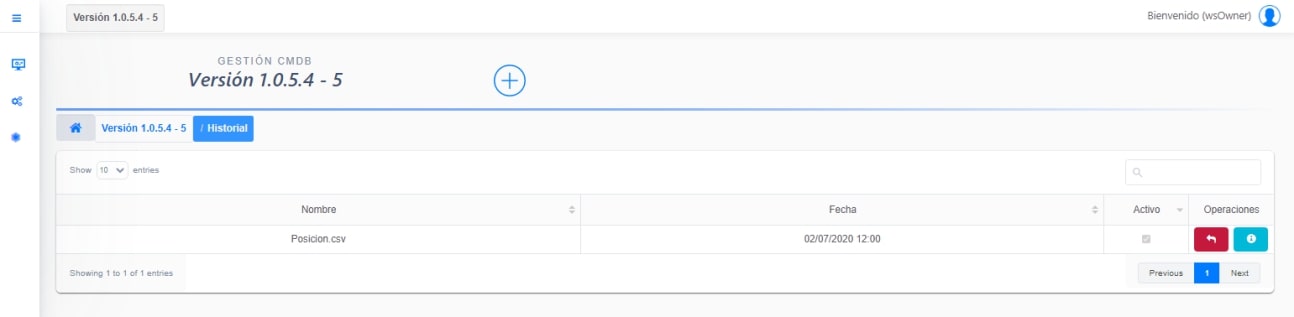 Versión 1.0.5.4 - 5 Bienvenido (wsOwner)
GESTIÓN CMDB
Versión 1.0.5.4 - 5
Versión 1.0.5.4 - 5 / Historial
Show 10 entries
Nombre Fecha Activo Operaciones
Posicion.csv 02/07/2020 12:00
Showing 1 to 1 of 1 entries Previous 1 Next